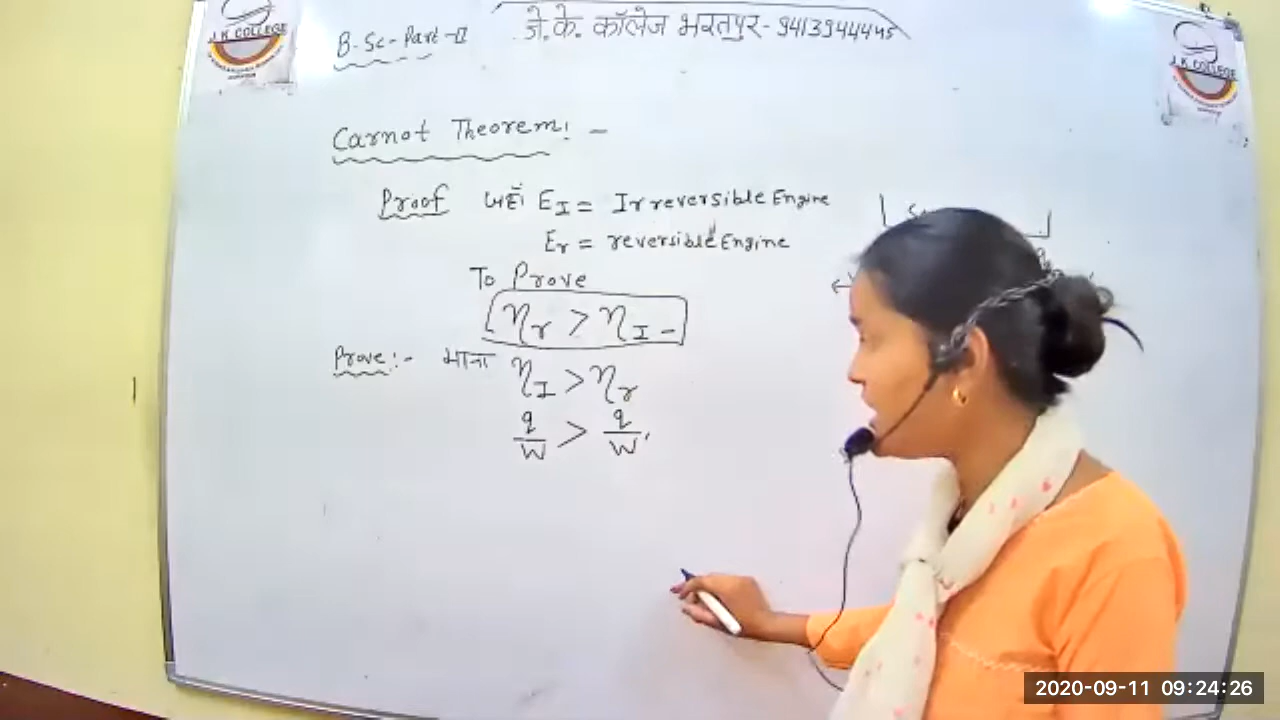 J.K COLLEGE
B.Sc-Part-II
जे.के. कॉलेज भरतपुर-9413944445
J.K COLLEGE
Carnot Theorem:-
Proof जहाँ E_I = Irreversible Engine
E_r = reversible Engine
To Prove
η_r > η_I -
Prove:- माना η_I > η_r
q/W > q/W'
2020-09-11 09:24:26